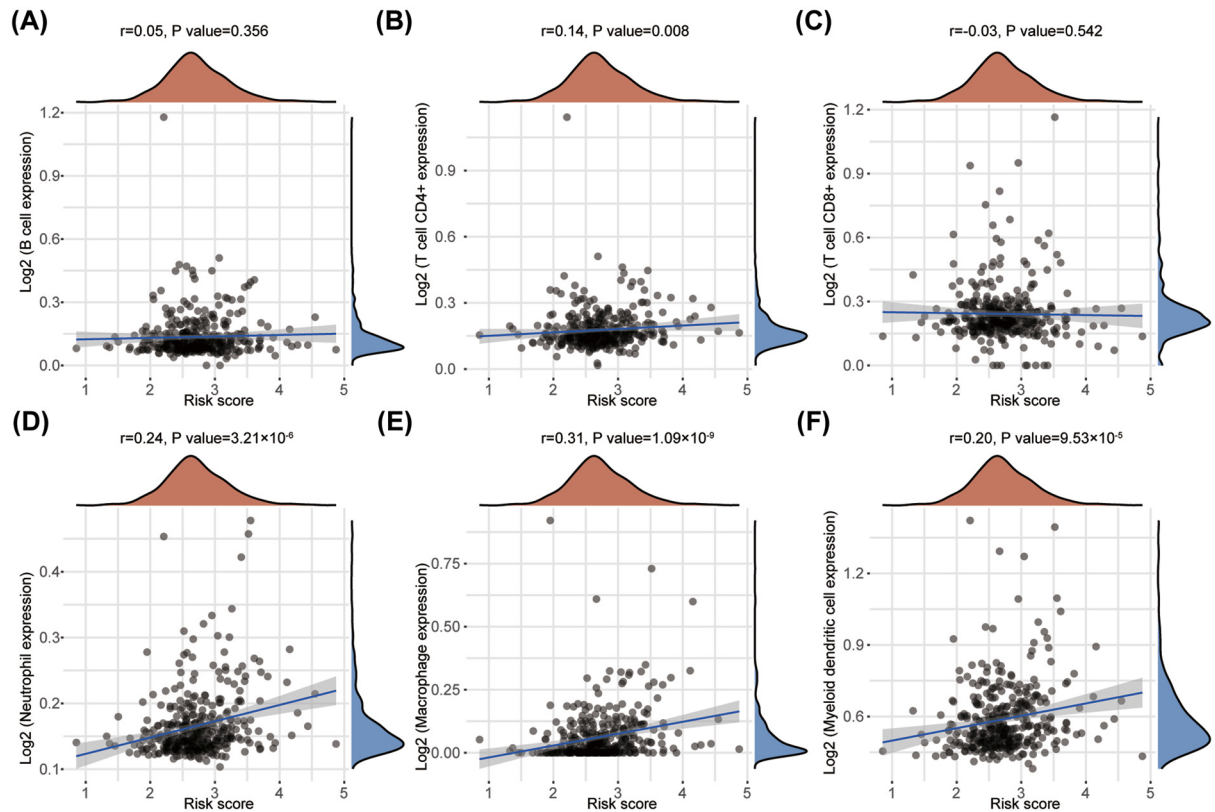 (A)
r=0.05, P value=0.356
Log2 (B cell expression)
1.2
0.9
0.6
0.3
0.0
1 2 3 4 5
Risk score
(B)
r=0.14, P value=0.008
Log2 (T cell CD4+ expression)
0.9
0.6
0.3
0.0
1 2 3 4 5
Risk score
(C)
r=-0.03, P value=0.542
Log2 (T cell CD8+ expression)
1.2
0.9
0.6
0.3
0.0
1 2 3 4 5
Risk score
(D)
r=0.24, P value=3.21×10⁻⁶
Log2 (Neutrophil expression)
0.4
0.3
0.2
0.1
1 2 3 4 5
Risk score
(E)
r=0.31, P value=1.09×10⁻⁹
Log2 (Macrophage expression)
0.75
0.50
0.25
0.00
1 2 3 4 5
Risk score
(F)
r=0.20, P value=9.53×10⁻⁵
Log2 (Myeloid dendritic cell expression)
1.2
0.9
0.6
1 2 3 4 5
Risk score